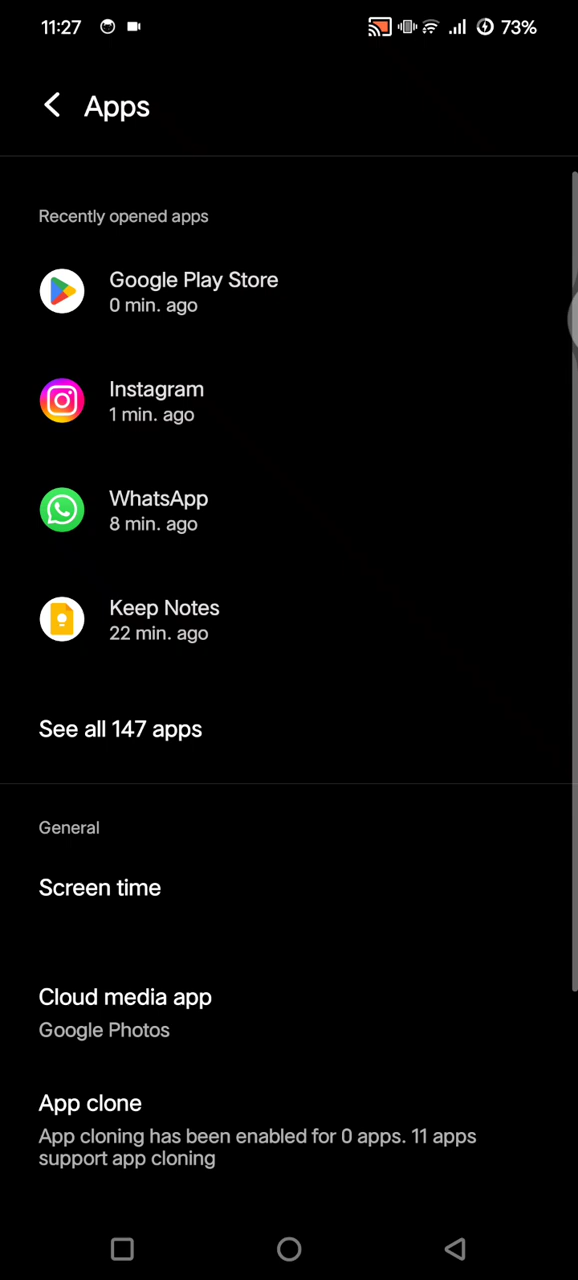 11:27
73%
Apps
Recently opened apps
Google Play Store
0 min. ago
Instagram
1 min. ago
WhatsApp
8 min. ago
Keep Notes
22 min. ago
See all 147 apps
General
Screen time
Cloud media app
Google Photos
App clone
App cloning has been enabled for 0 apps. 11 apps
support app cloning